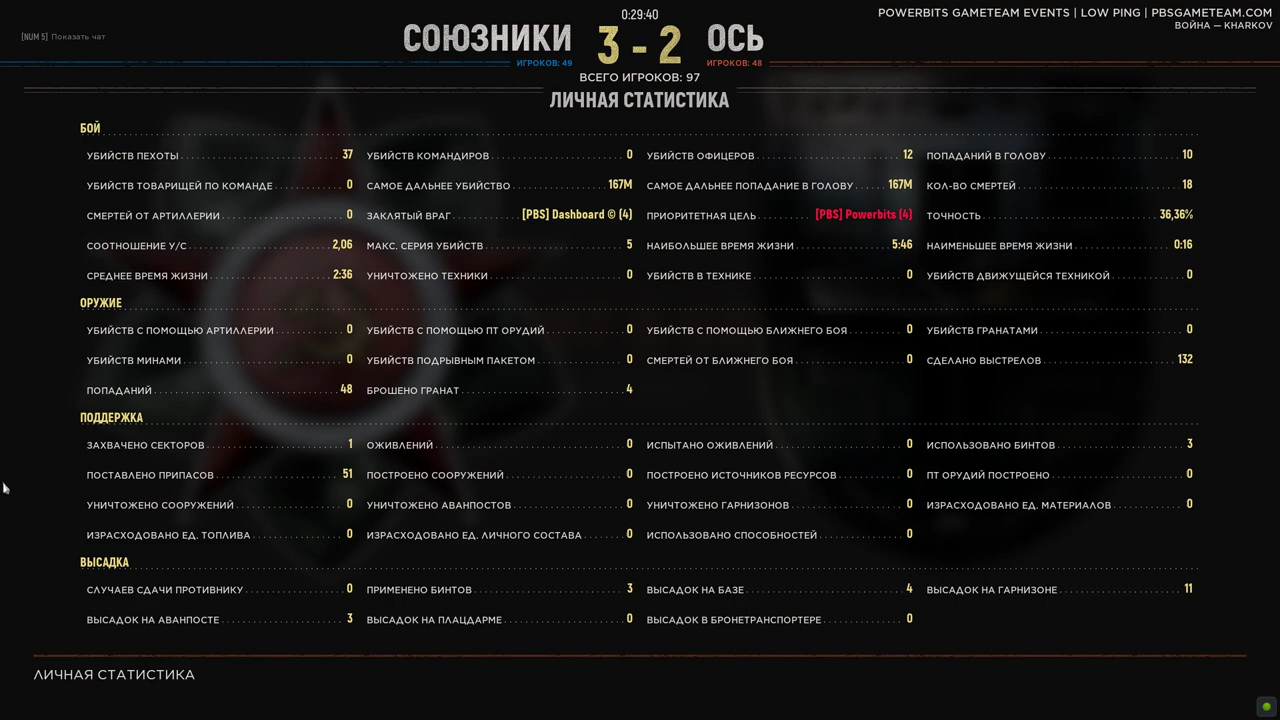 0:29:40
POWERBITS GAMETEAM EVENTS | LOW PING | PBSGAMETEAM.COM
ВОЙНА — KHARKOV
[NUM 5] Показать чат
СОЮЗНИКИ 3 - 2 ОСЬ
ИГРОКОВ: 49 ИГРОКОВ: 48
ВСЕГО ИГРОКОВ: 97
ЛИЧНАЯ СТАТИСТИКА
БОЙ
УБИЙСТВ ПЕХОТЫ 37 УБИЙСТВ КОМАНДИРОВ 0 УБИЙСТВ ОФИЦЕРОВ 12 ПОПАДАНИЙ В ГОЛОВУ 10
УБИЙСТВ ТОВАРИЩЕЙ ПО КОМАНДЕ 0 САМОЕ ДАЛЬНЕЕ УБИЙСТВО 167М САМОЕ ДАЛЬНЕЕ ПОПАДАНИЕ В ГОЛОВУ 167М КОЛ-ВО СМЕРТЕЙ 18
СМЕРТЕЙ ОТ АРТИЛЛЕРИИ 0 ЗАКЛЯТЫЙ ВРАГ [PBS] Dashboard © (4) ПРИОРИТЕТНАЯ ЦЕЛЬ [PBS] Powerbits (4) ТОЧНОСТЬ 36,36%
СООТНОШЕНИЕ У/С 2,06 МАКС. СЕРИЯ УБИЙСТВ 5 НАИБОЛЬШЕЕ ВРЕМЯ ЖИЗНИ 5:46 НАИМЕНЬШЕЕ ВРЕМЯ ЖИЗНИ 0:16
СРЕДНЕЕ ВРЕМЯ ЖИЗНИ 2:36 УНИЧТОЖЕНО ТЕХНИКИ 0 УБИЙСТВ В ТЕХНИКЕ 0 УБИЙСТВ ДВИЖУЩЕЙСЯ ТЕХНИКОЙ 0
ОРУЖИЕ
УБИЙСТВ С ПОМОЩЬЮ АРТИЛЛЕРИИ 0 УБИЙСТВ С ПОМОЩЬЮ ПТ ОРУДИЙ 0 УБИЙСТВ С ПОМОЩЬЮ БЛИЖНЕГО БОЯ 0 УБИЙСТВ ГРАНАТАМИ 0
УБИЙСТВ МИНАМИ 0 УБИЙСТВ ПОДРЫВНЫМ ПАКЕТОМ 0 СМЕРТЕЙ ОТ БЛИЖНЕГО БОЯ 0 СДЕЛАНО ВЫСТРЕЛОВ 132
ПОПАДАНИЙ 48 БРОШЕНО ГРАНАТ 4
ПОДДЕРЖКА
ЗАХВАЧЕНО СЕКТОРОВ 1 ОЖИВЛЕНИЙ 0 ИСПЫТАНО ОЖИВЛЕНИЙ 0 ИСПОЛЬЗОВАНО БИНТОВ 3
ПОСТАВЛЕНО ПРИПАСОВ 51 ПОСТРОЕНО СООРУЖЕНИЙ 0 ПОСТРОЕНО ИСТОЧНИКОВ РЕСУРСОВ 0 ПТ ОРУДИЙ ПОСТРОЕНО 0
УНИЧТОЖЕНО СООРУЖЕНИЙ 0 УНИЧТОЖЕНО АВАНПОСТОВ 0 УНИЧТОЖЕНО ГАРНИЗОНОВ 0 ИЗРАСХОДОВАНО ЕД. МАТЕРИАЛОВ 0
ИЗРАСХОДОВАНО ЕД. ТОПЛИВА 0 ИЗРАСХОДОВАНО ЕД. ЛИЧНОГО СОСТАВА 0 ИСПОЛЬЗОВАНО СПОСОБНОСТЕЙ 0
ВЫСАДКА
СЛУЧАЕВ СДАЧИ ПРОТИВНИКУ 0 ПРИМЕНЕНО БИНТОВ 3 ВЫСАДОК НА БАЗЕ 4 ВЫСАДОК НА ГАРНИЗОНЕ 11
ВЫСАДОК НА АВАНПОСТЕ 3 ВЫСАДОК НА ПЛАЦДАРМЕ 0 ВЫСАДОК В БРОНЕТРАНСПОРТЕРЕ 0
ЛИЧНАЯ СТАТИСТИКА